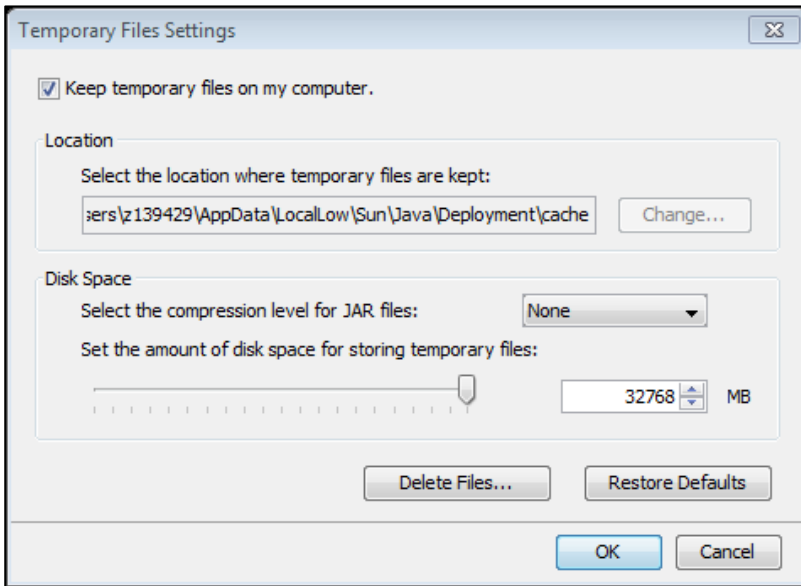 Temporary Files Settings
Keep temporary files on my computer.
Location
Select the location where temporary files are kept:
sers\z139429\AppData\LocalLow\Sun\Java\Deployment\cache
Change...
Disk Space
Select the compression level for JAR files:
None
Set the amount of disk space for storing temporary files:
32768 MB
Delete Files...
Restore Defaults
OK
Cancel